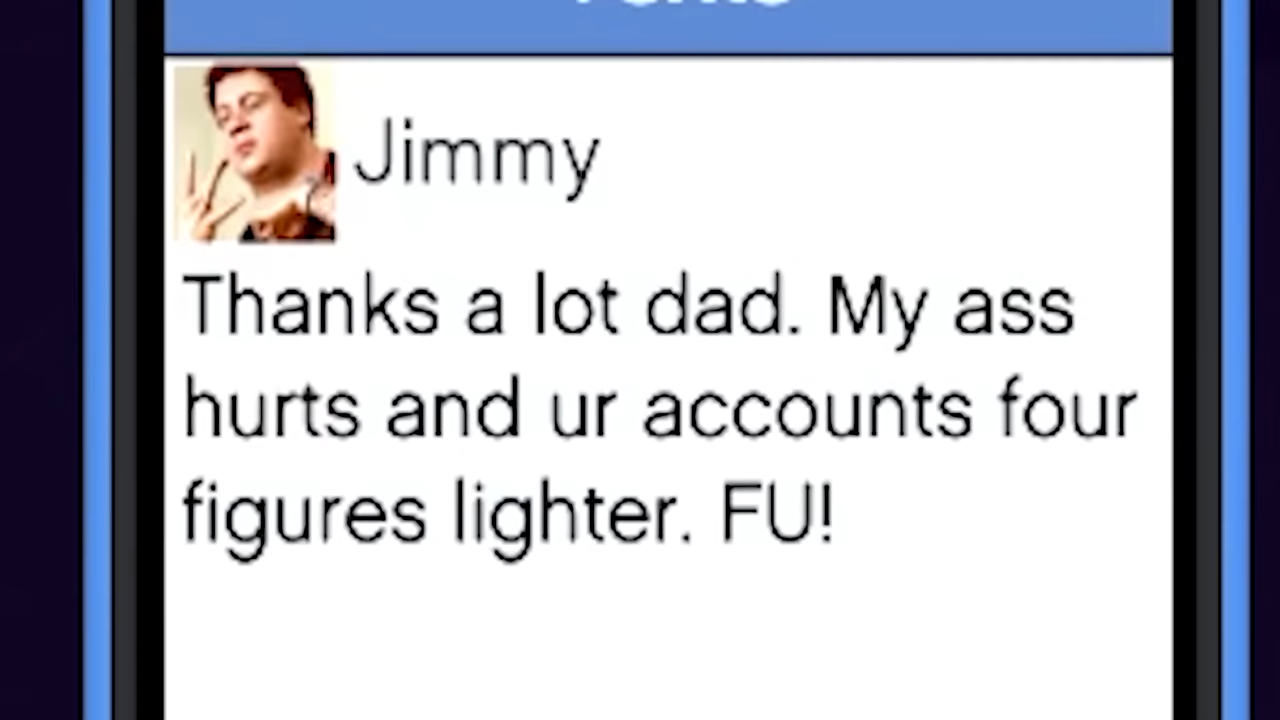 Jimmy
Thanks a lot dad. My ass
hurts and ur accounts four
figures lighter. FU!